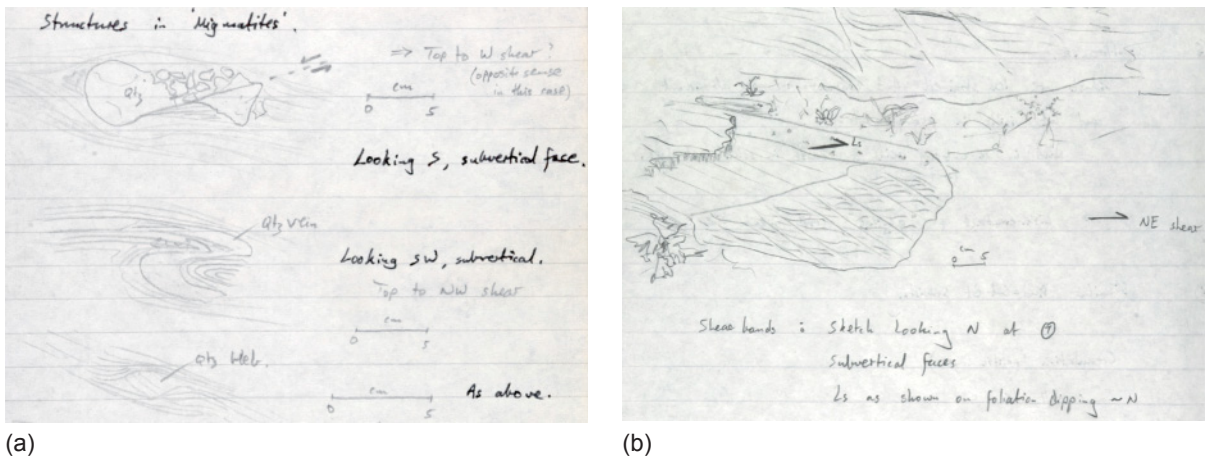 Structures in 'Migmatites'.
Qtz
⇒ Top to W shear?
(opposite sense
in this case)
cm
0 5
Looking S, subvertical face.
Qtz vein
Looking SW, subvertical.
Top to NW shear
cm
0 5
Qtz bleb.
cm
0 5
As above.
(a)
Ls
NE shear
cm
0 5
Shear bands : Sketch looking N at
Subvertical faces
Ls as shown on foliation dipping ~N
(b)